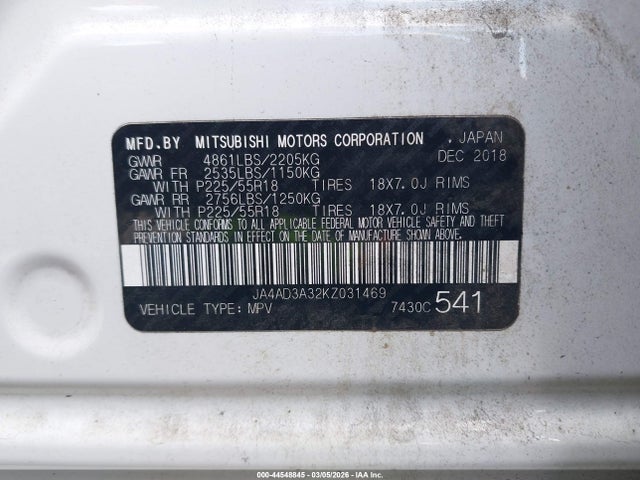 MFD.BY MITSUBISHI MOTORS CORPORATION , JAPAN
GVWR 4861LBS/2205KG DEC 2018
GAWR FR 2535LBS/1150KG
WITH P225/55R18 TIRES 18X7.0J RIMS
GAWR RR 2756LBS/1250KG
WITH P225/55R18 TIRES 18X7.0J RIMS
THIS VEHICLE CONFORMS TO ALL APPLICABLE FEDERAL MOTOR VEHICLE SAFETY AND THEFT
PREVENTION STANDARDS IN EFFECT ON THE DATE OF MANUFACTURE SHOWN ABOVE.
JA4AD3A32KZ031469
VEHICLE TYPE: MPV 7430C 541
000-44548845 - 03/05/2026 - IAA Inc.